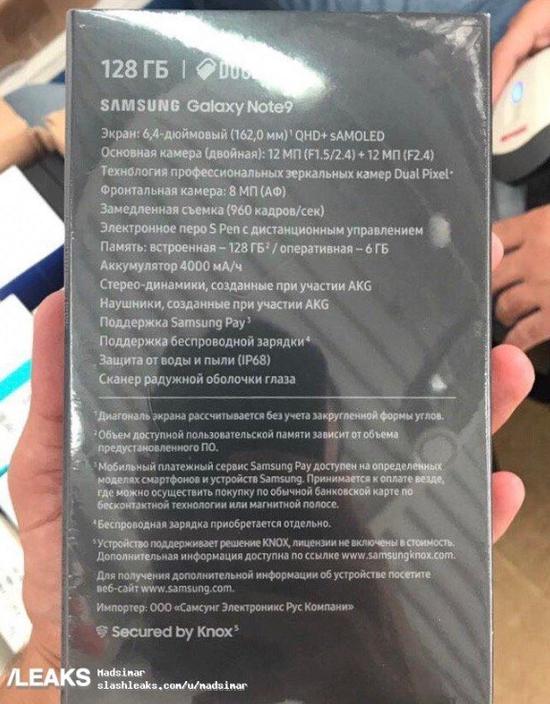 128 ГБ |
SAMSUNG Galaxy Note9
Экран: 6,4-дюймовый (162,0 мм)¹ QHD+ sAMOLED
Основная камера (двойная): 12 МП (F1.5/2.4) + 12 МП (F2.4)
Технология профессиональных зеркальных камер Dual Pixel
Фронтальная камера: 8 МП (АФ)
Замедленная съемка (960 кадров/сек)
Электронное перо S Pen с дистанционным управлением
Память: встроенная – 128 ГБ² / оперативная – 6 ГБ
Аккумулятор 4000 мА/ч
Стерео-динамики, созданные при участии AKG
Наушники, созданные при участии AKG
Поддержка Samsung Pay³
Поддержка беспроводной зарядки⁴
Защита от воды и пыли (IP68)
Сканер радужной оболочки глаза
¹Диагональ экрана рассчитывается без учета закругленной формы углов.
²Объем доступной пользовательской памяти зависит от объема
предустановленного ПО.
³Мобильный платежный сервис Samsung Pay доступен на определенных
моделях смартфонов и устройств Samsung. Принимается к оплате везде,
где можно осуществить покупку по обычной банковской карте по
бесконтактной технологии или магнитной полосе.
⁴Беспроводная зарядка приобретается отдельно.
⁵Устройство поддерживает решение KNOX, лицензии не включены в стоимость.
Дополнительная информация доступна по ссылке www.samsungknox.com.
Для получения дополнительной информации об устройстве посетите
веб-сайт www.samsung.com.
Импортер: ООО «Самсунг Электроникс Рус Компани»
Secured by Knox⁵
/LEAKS Madsimar
slashleaks.com/u/madsimar